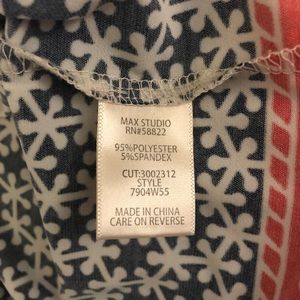 MAX STUDIO
RN#58822
95%POLYESTER
5%SPANDEX
CUT:3002312
STYLE
7904W55
MADE IN CHINA
CARE ON REVERSE